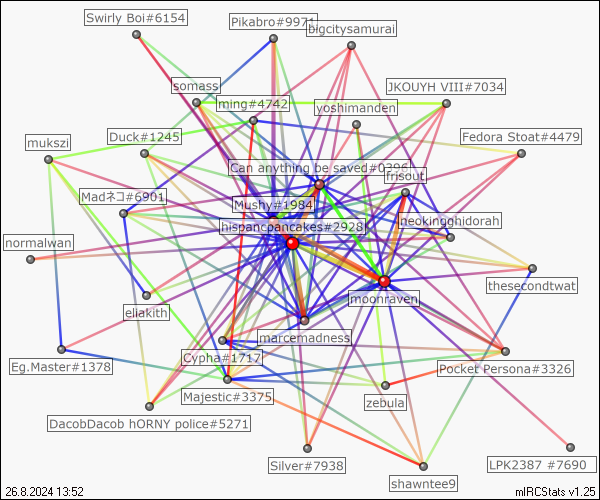 Swirly Boi#6154
Pikabro#9971
bigcitysamurai
somass
JKOUYH VIII#7034
ming#4742
yoshimanden
mukszi
Duck#1245
Fedora Stoat#4479
Can anything be saved#0396
frisout
Madネコ#6901
Mushy#1984
neokingghidorah
hispancpancakes#2928
normalwan
thesecondtwat
moonraven
eliakith
marcemadness
Cypha#1717
Eg.Master#1378
Pocket Persona#3326
Majestic#3375
zebula
DacobDacob hORNY police#5271
Silver#7938
LPK2387 #7690
shawntee9
26.8.2024 13:52
mIRCStats v1.25